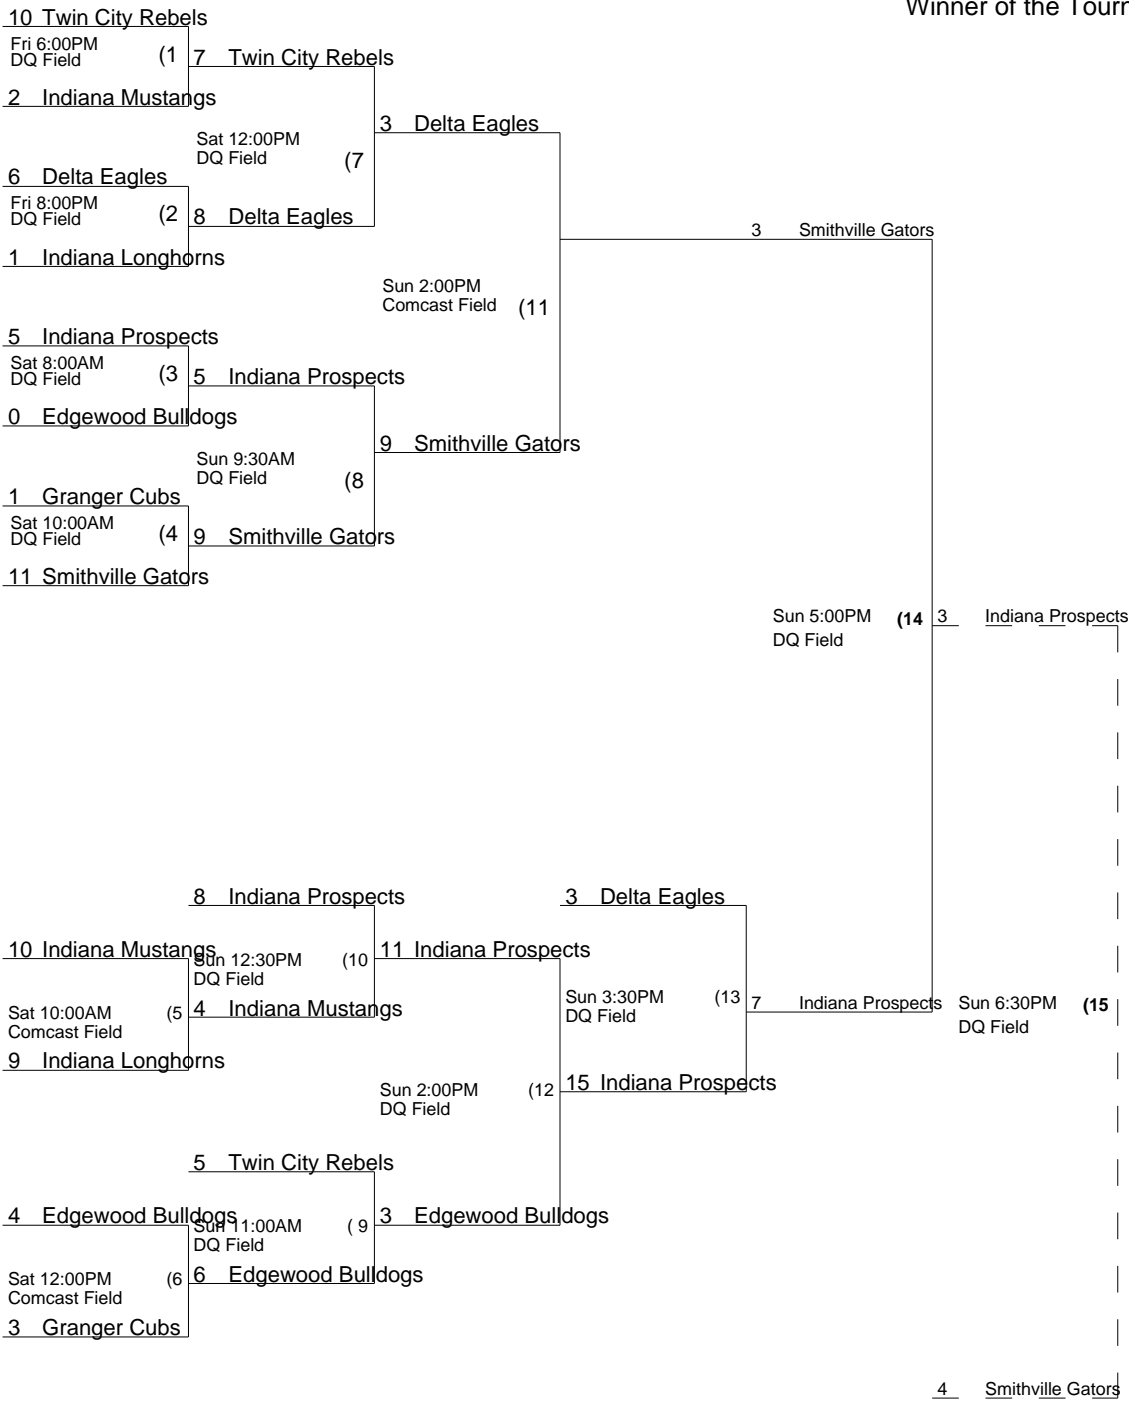 Winner of the Tourn
10 Twin City Rebels
Fri 6:00PM
DQ Field
(1
7 Twin City Rebels
2 Indiana Mustangs
3 Delta Eagles
Sat 12:00PM
DQ Field
(7
6 Delta Eagles
Fri 8:00PM
DQ Field
(2
8 Delta Eagles
1 Indiana Longhorns
3 Smithville Gators
Sun 2:00PM
Comcast Field
(11
5 Indiana Prospects
Sat 8:00AM
DQ Field
(3
5 Indiana Prospects
0 Edgewood Bulldogs
9 Smithville Gators
Sun 9:30AM
DQ Field
(8
1 Granger Cubs
Sat 10:00AM
DQ Field
(4
9 Smithville Gators
11 Smithville Gators
Sun 5:00PM
DQ Field
(14
3 Indiana Prospects
8 Indiana Prospects
3 Delta Eagles
10 Indiana Mustangs
Sun 12:30PM
DQ Field
(10
11 Indiana Prospects
Sat 10:00AM
Comcast Field
(5
4 Indiana Mustangs
Sun 3:30PM
DQ Field
(13
7 Indiana Prospects
Sun 6:30PM
DQ Field
(15
9 Indiana Longhorns
Sun 2:00PM
DQ Field
(12
15 Indiana Prospects
5 Twin City Rebels
4 Edgewood Bulldogs
Sun 11:00AM
DQ Field
( 9
3 Edgewood Bulldogs
Sat 12:00PM
Comcast Field
(6
6 Edgewood Bulldogs
3 Granger Cubs
4 Smithville Gators